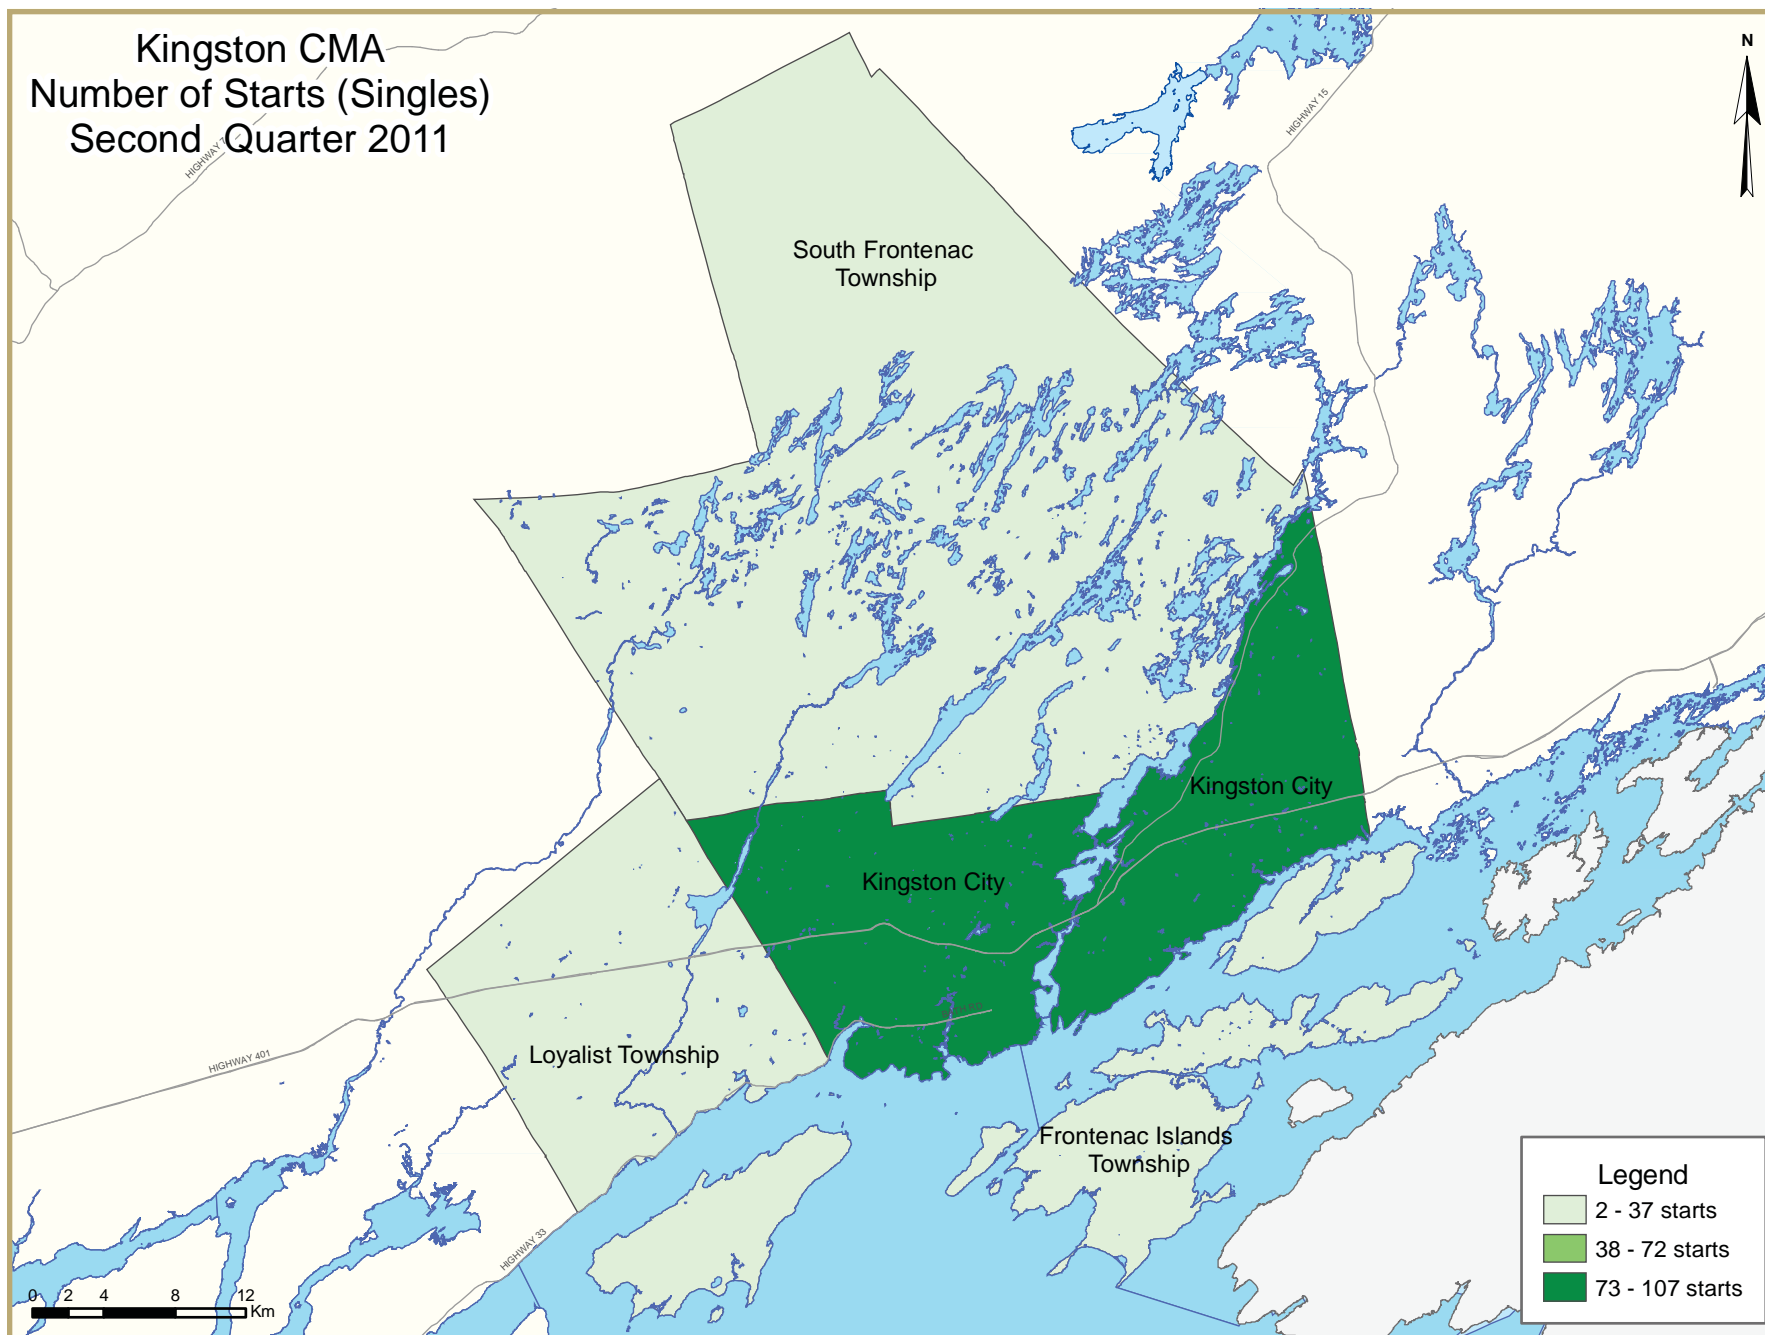 Kingston CMA
Number of Starts (Singles)
Second Quarter 2011
N
HIGHWAY 7
HIGHWAY 15
South Frontenac
Township
Kingston City
Kingston City
Loyalist Township
HIGHWAY 401
HIGHWAY 33
Frontenac Islands
Township
Legend
2 - 37 starts
38 - 72 starts
73 - 107 starts
0 2 4 8 12
Km